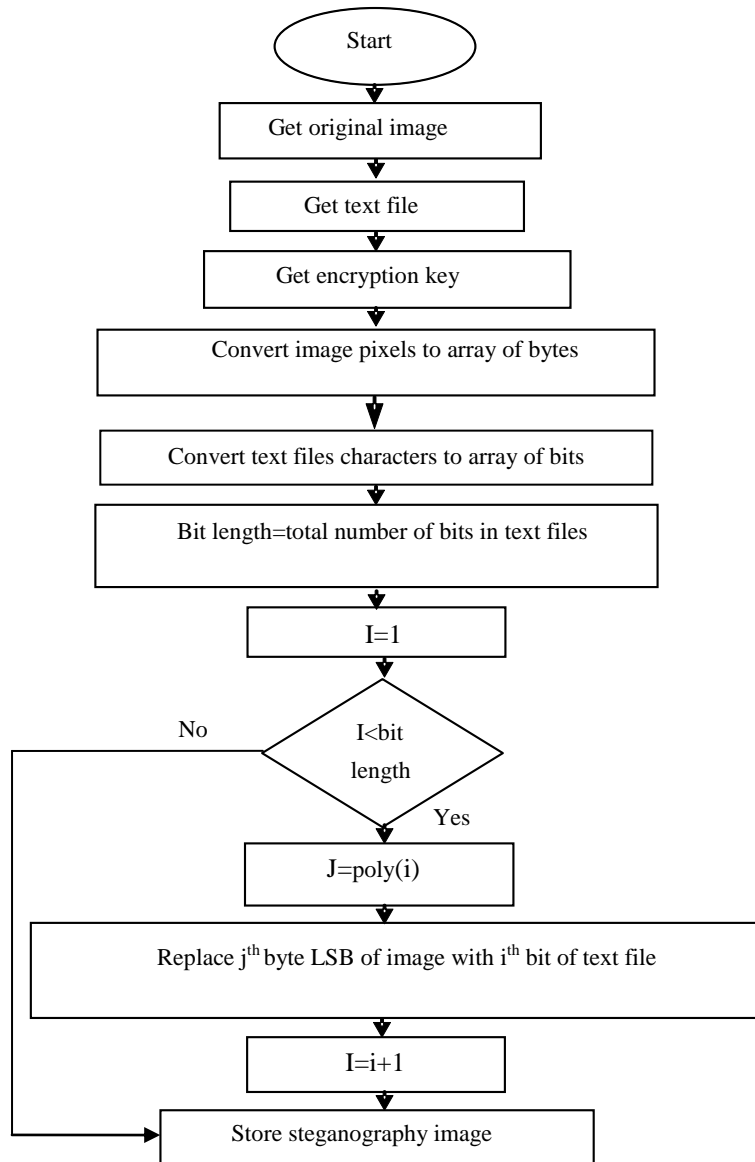 Start
Get original image
Get text file
Get encryption key
Convert image pixels to array of bytes
Convert text files characters to array of bits
Bit length=total number of bits in text files
I=1
No
I<bit
length
Yes
J=poly(i)
Replace jth byte LSB of image with ith bit of text file
I=i+1
Store steganography image